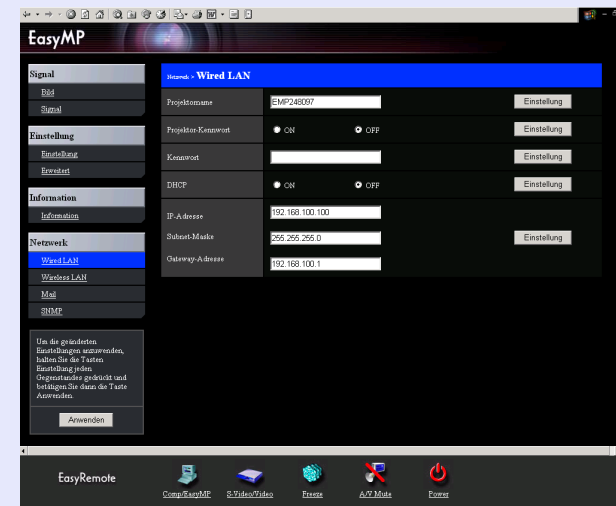 EasyMP
Signal
Bild
Signal
Einstellung
Einstellung
Erweitert
Information
Information
Netzwerk
Wired LAN
Wireless LAN
Mail
SNMP
Um die geänderten
Einstellungen anzuwenden,
halten Sie die Tasten
Einstellung jeden
Gegenstandes gedrückt und
betätigen Sie dann die Taste
Anwenden.
Anwenden
Netzwerk > Wired LAN
Projektorname EMP248097 Einstellung
Projektor-Kennwort ON OFF Einstellung
Kennwort Einstellung
DHCP ON OFF Einstellung
IP-Adresse 192.168.100.100
Subnet-Maske 255.255.255.0 Einstellung
Gateway-Adresse 192.168.100.1
EasyRemote
Comp/EasyMP S-Video/Video Freeze A/V Mute Power